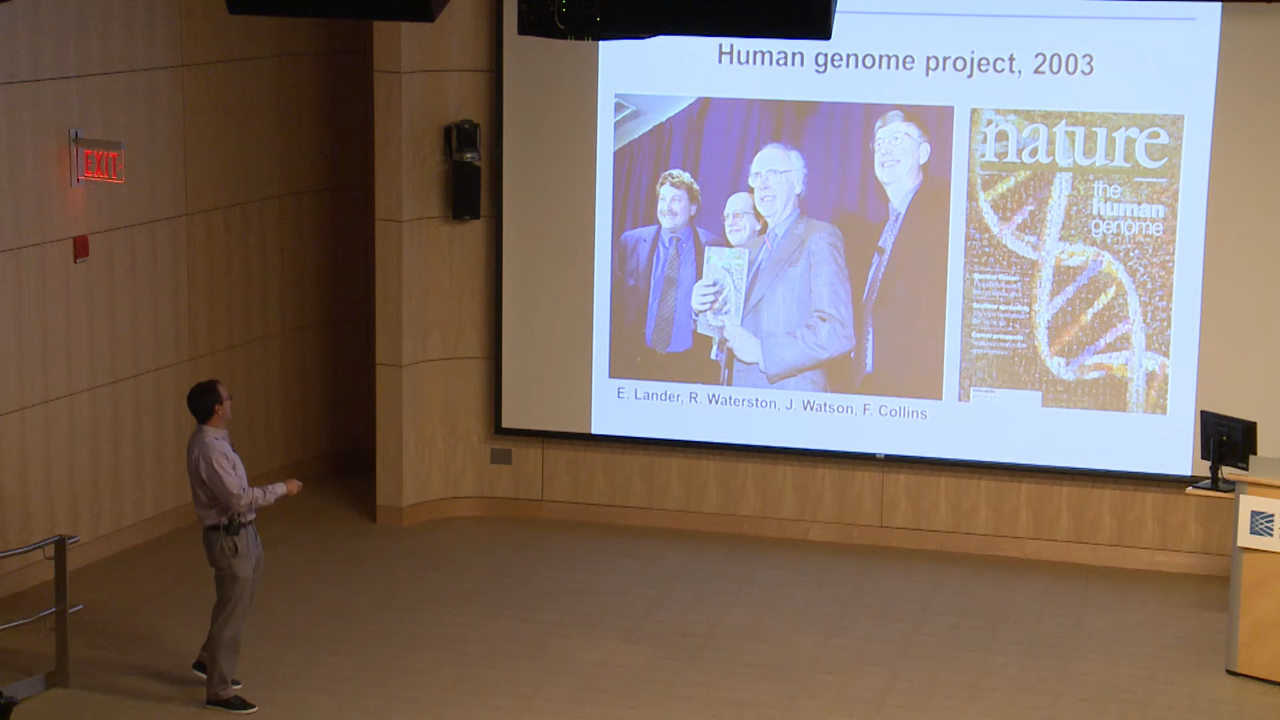 Human genome project, 2003
EXIT
nature
the
human
genome
E. Lander, R. Waterston, J. Watson, F. Collins